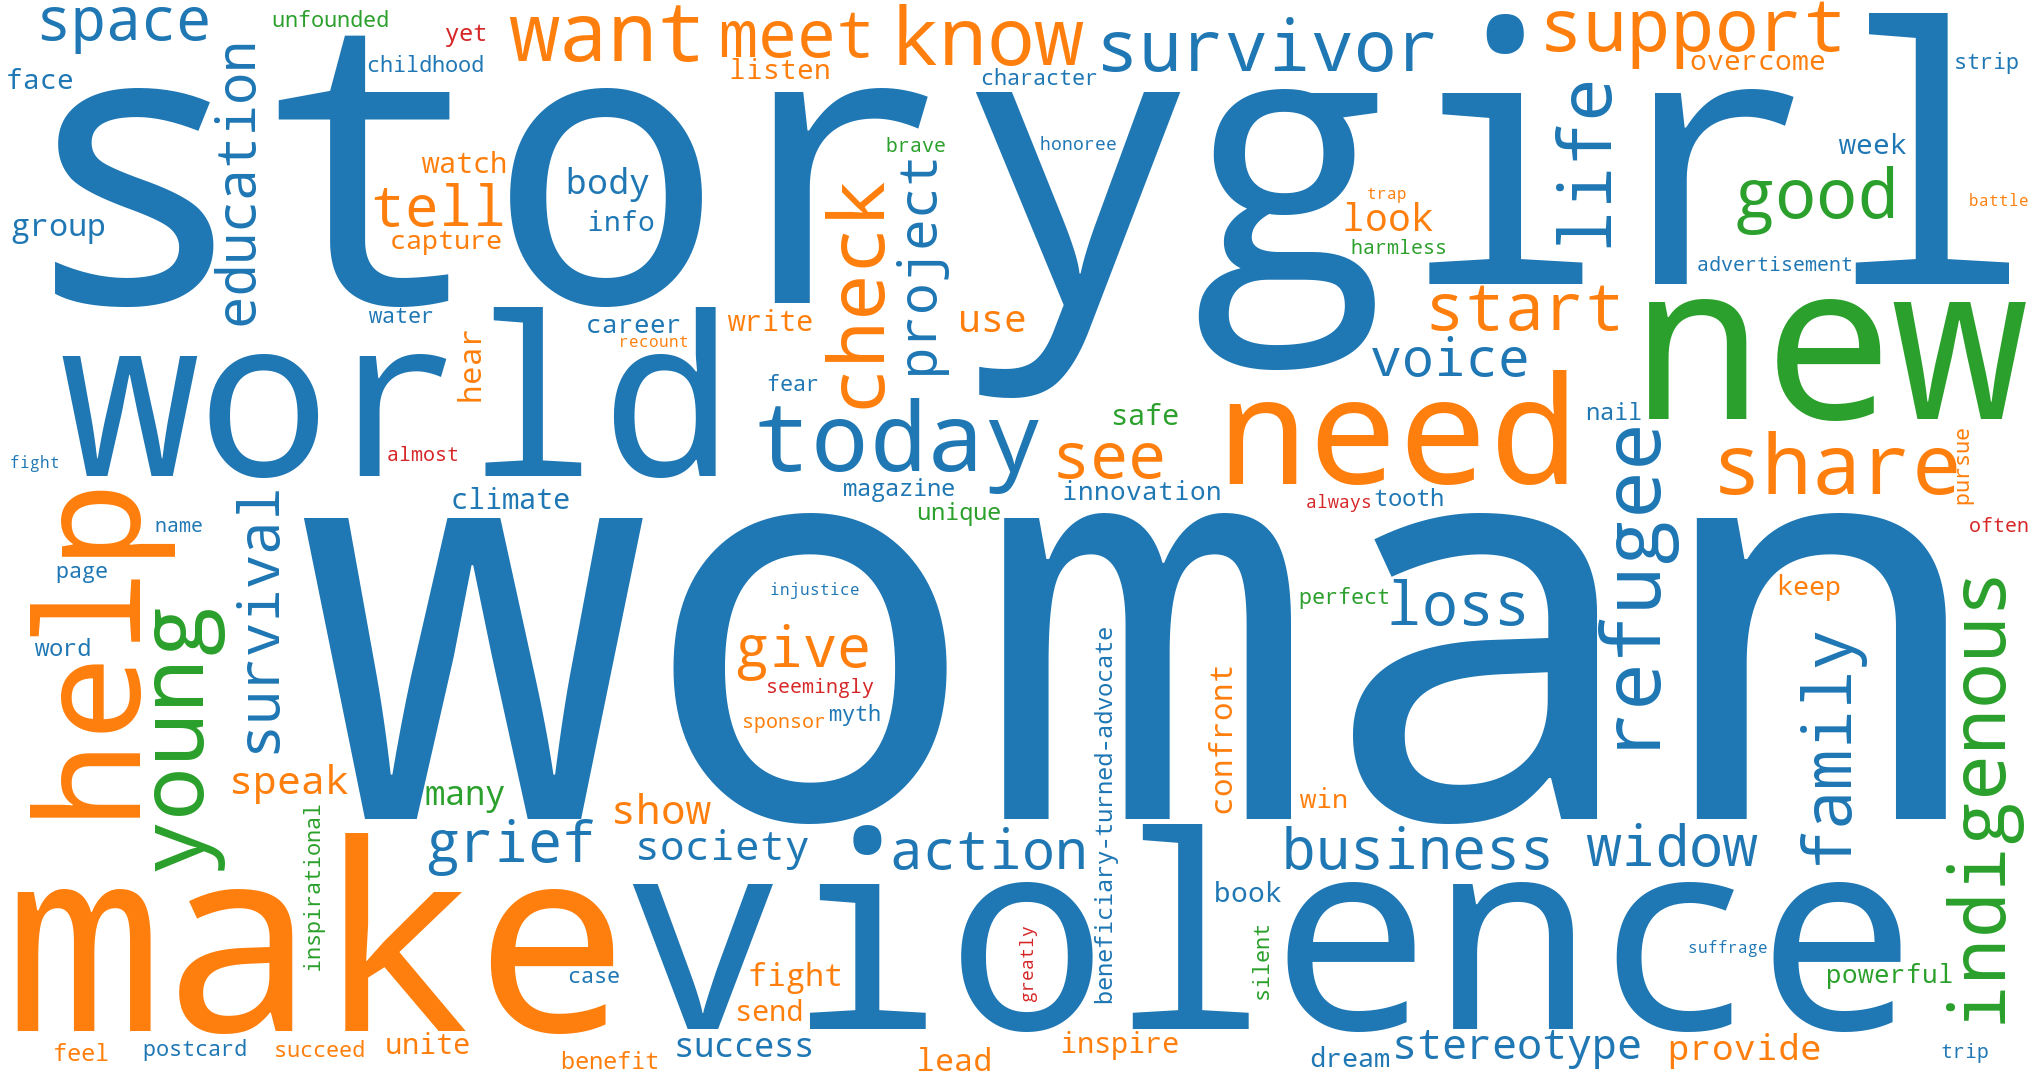 space
unfounded
yet
want
meet
know
survivor
support
face
childhood
listen
character
overcome
strip
story
girl
education
watch
body
brave
honoree
life
week
group
tell
info
check
project
trap
look
good
battle
capture
harmless
advertisement
water
career
write
use
start
new
world
hear
recount
voice
fear
today
safe
need
nail
refugee
share
pursue
fight
almost
see
help
survival
climate
magazine
innovation
always
tooth
unique
often
name
page
woman
injustice
perfect
loss
keep
indigenous
young
word
give
seemingly
sponsor
myth
beneficiary-turned-advocate
confront
family
speak
many
show
win
inspirational
grief
society
action
business
widow
make
violence
book
case
fight
greatly
silent
suffrage
powerful
send
feel
postcard
succeed
unite
benefit
success
lead
inspire
dream
stereotype
provide
trip